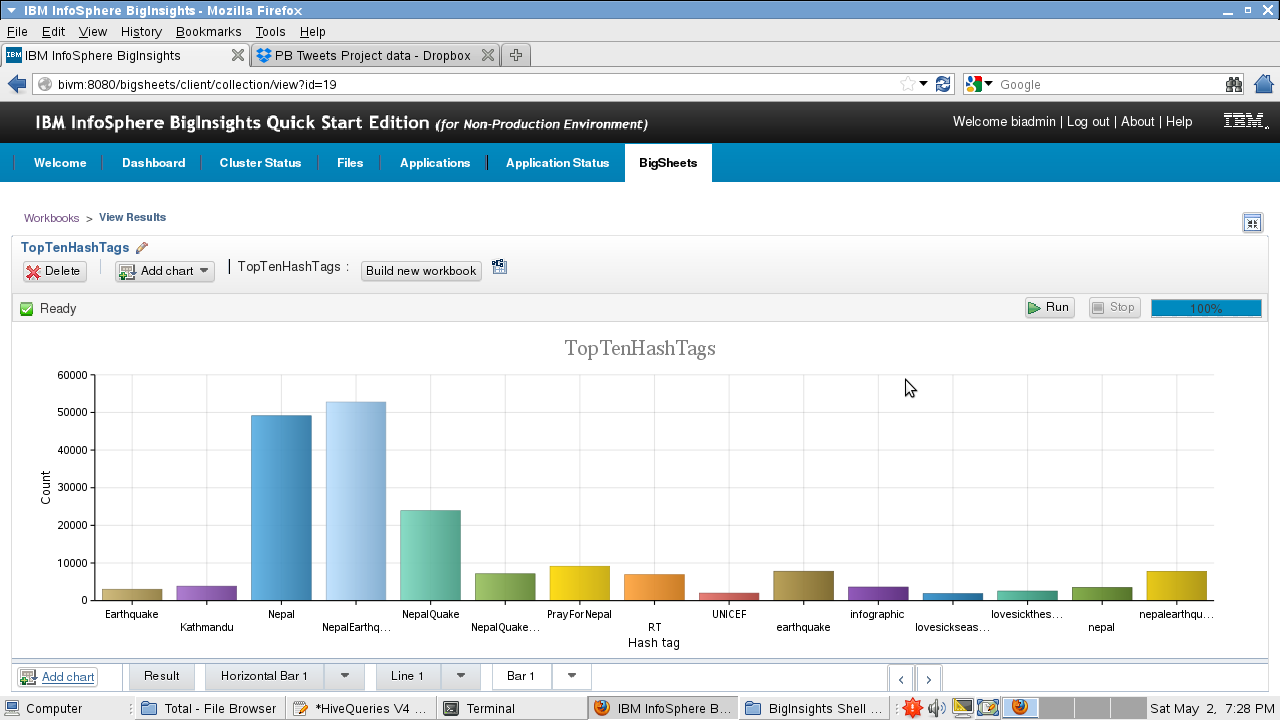 IBM InfoSphere BigInsights - Mozilla Firefox
File Edit View History Bookmarks Tools Help
IBM IBM InfoSphere BigInsights PB Tweets Project data - Dropbox
bivm:8080/bigsheets/client/collection/view?id=19 Google
IBM InfoSphere BigInsights Quick Start Edition (for Non-Production Environment) Welcome biadmin | Log out | About | Help IBM.
Welcome Dashboard Cluster Status Files Applications Application Status BigSheets
Workbooks > View Results
TopTenHashTags
Delete Add chart TopTenHashTags : Build new workbook
Ready Run Stop 100%
TopTenHashTags
60000
50000
40000
30000
20000
10000
0
Count
Earthquake Nepal NepalQuake PrayForNepal UNICEF infographic lovesickthes... nepalearthqu...
Kathmandu NepalEarthq... NepalQuake... RT earthquake lovesickseas... nepal
Hash tag
Add chart Result Horizontal Bar 1 Line 1 Bar 1 < >
Computer Total - File Browser *HiveQueries V4 ... Terminal IBM InfoSphere B... BigInsights Shell ... Sat May 2, 7:28 PM